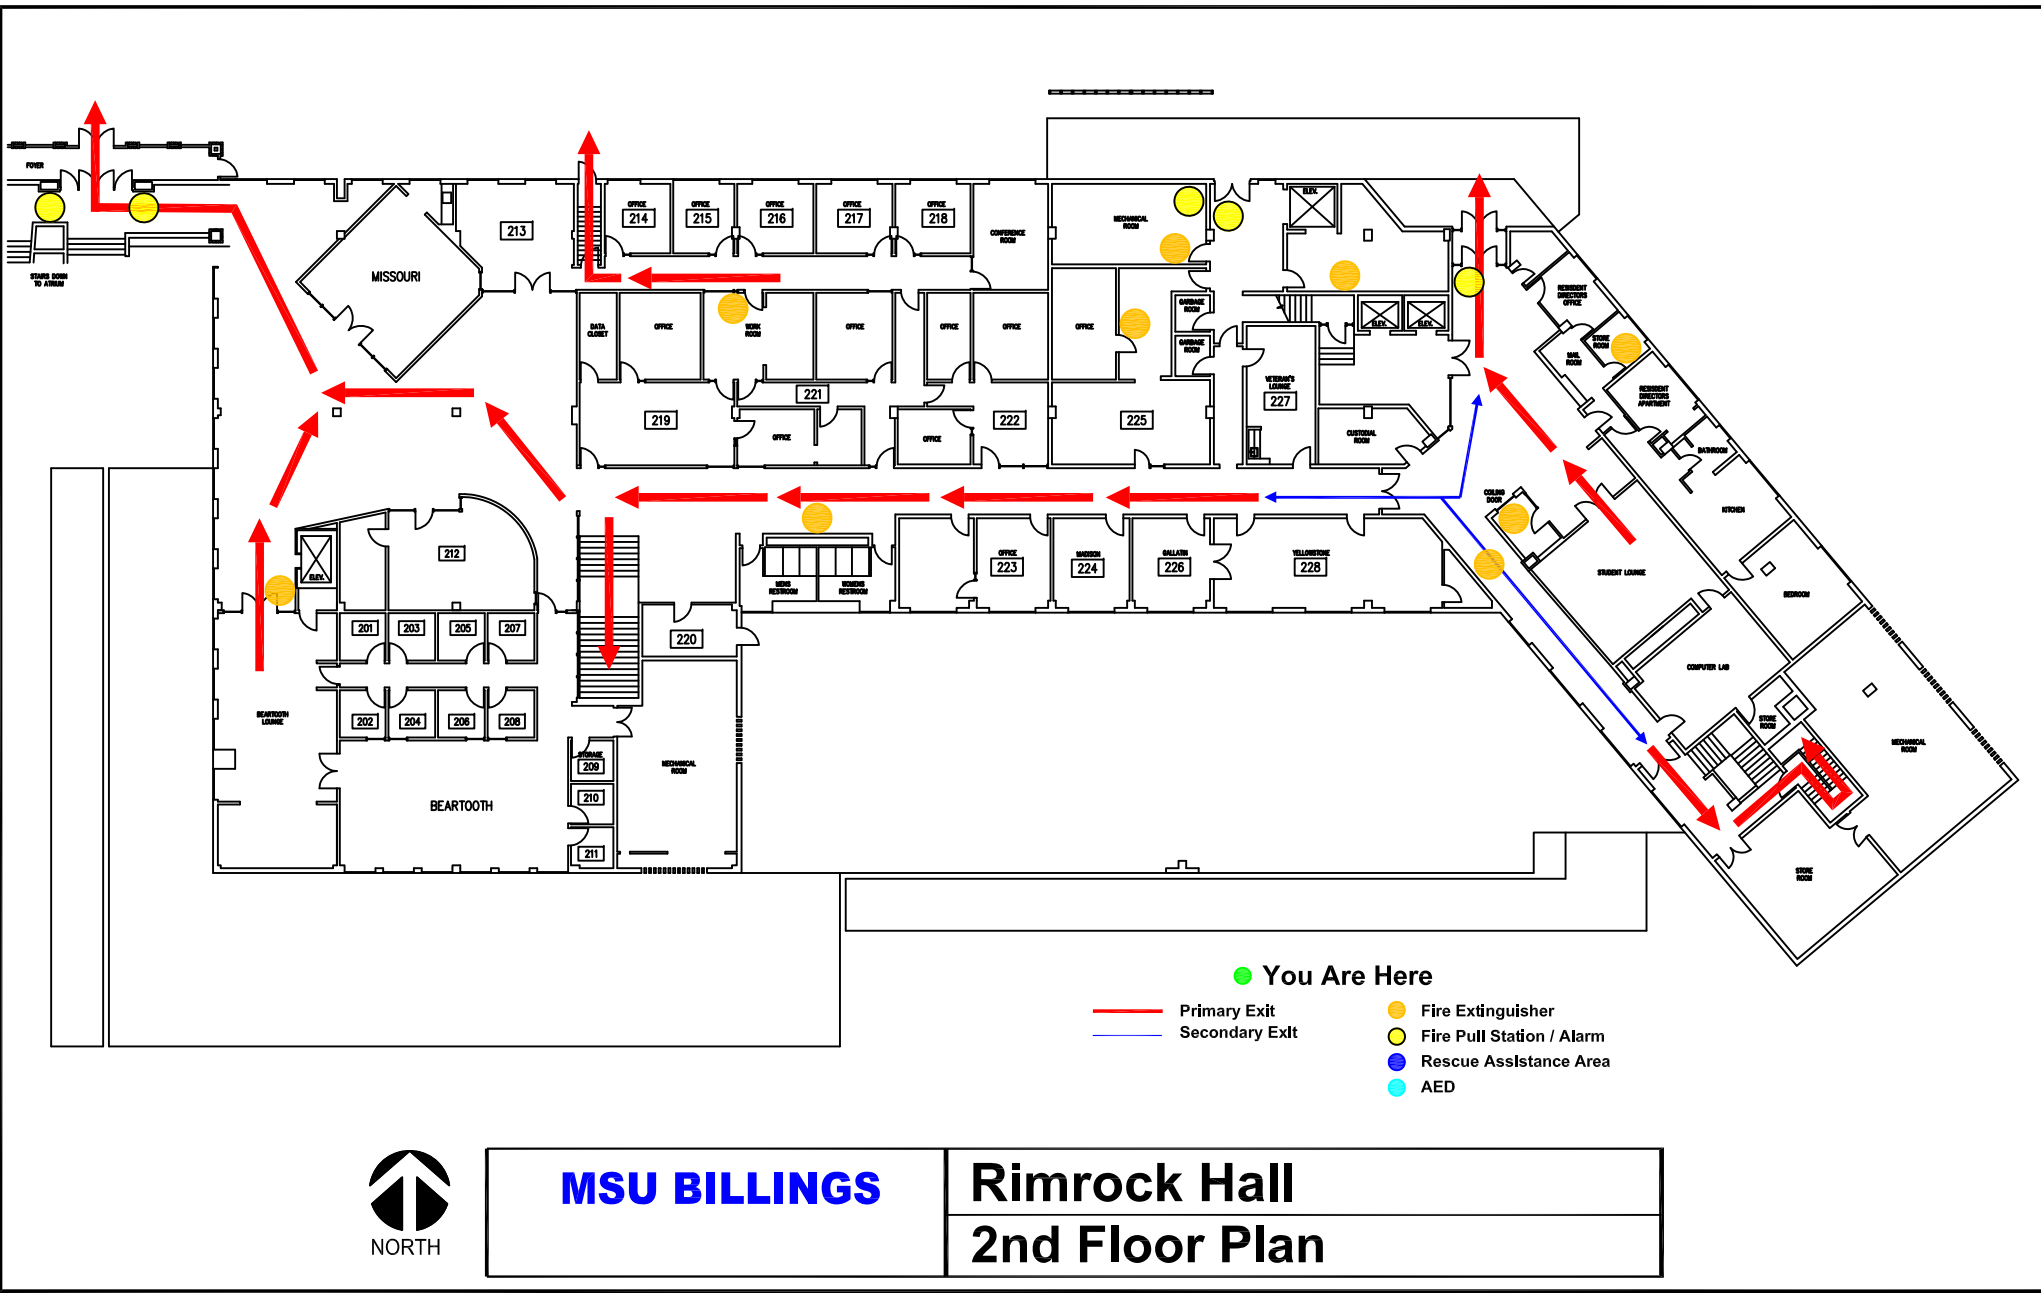 FOYER
STAIRS DOWN
TO ATRIUM
MISSOURI
213
OFFICE
214
OFFICE
215
OFFICE
216
OFFICE
217
OFFICE
218
CONFERENCE
ROOM
MECHANICAL
ROOM
ELEV.
DATA
CLOSET
OFFICE
WORK
ROOM
OFFICE
OFFICE
OFFICE
OFFICE
GARBAGE
ROOM
GARBAGE
ROOM
ELEV.
ELEV.
RESIDENT
DIRECTORS
OFFICE
STORE
ROOM
MAIL
ROOM
RESIDENT
DIRECTORS
APARTMENT
219
221
OFFICE
OFFICE
222
225
VETERAN'S
LOUNGE
227
CUSTODIAL
ROOM
BATHROOM
KITCHEN
COILING
DOOR
BEDROOM
STUDENT LOUNGE
COMPUTER LAB
STORE
ROOM
MECHANICAL
ROOM
STORE
ROOM
ELEV.
212
MENS
RESTROOM
WOMENS
RESTROOM
OFFICE
223
MADISON
224
GALLATIN
226
YELLOWSTONE
228
201
203
205
207
202
204
206
208
220
BEARTOOTH
LOUNGE
BEARTOOTH
STORAGE
209
210
211
MECHANICAL
ROOM
You Are Here
Primary Exit
Secondary Exit
Fire Extinguisher
Fire Pull Station / Alarm
Rescue Assistance Area
AED
NORTH
MSU BILLINGS
Rimrock Hall
2nd Floor Plan